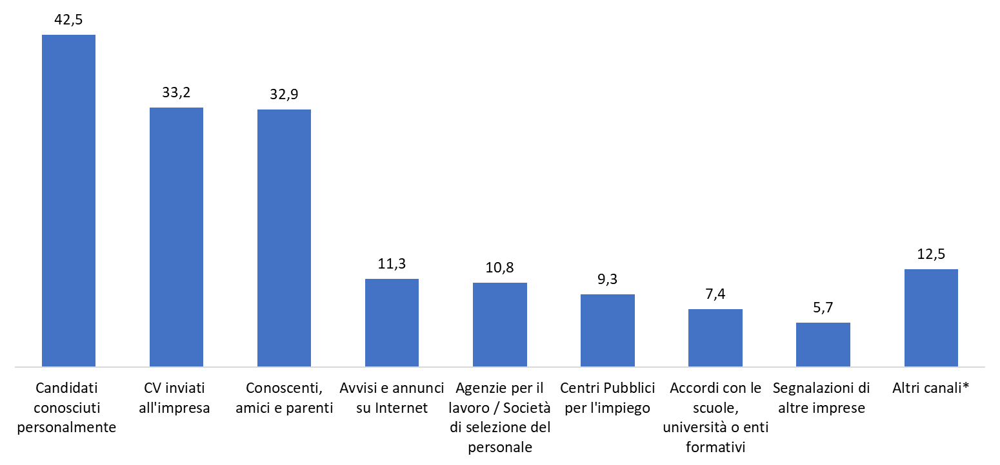 42,5
33,2
32,9
11,3
10,8
9,3
7,4
5,7
12,5
Candidati
conosciuti
personalmente
CV inviati
all'impresa
Conoscenti,
amici e parenti
Avvisi e annunci
su Internet
Agenzie per il
lavoro / Società
di selezione del
personale
Centri Pubblici
per l'impiego
Accordi con le
scuole,
università o enti
formativi
Segnalazioni di
altre imprese
Altri canali*